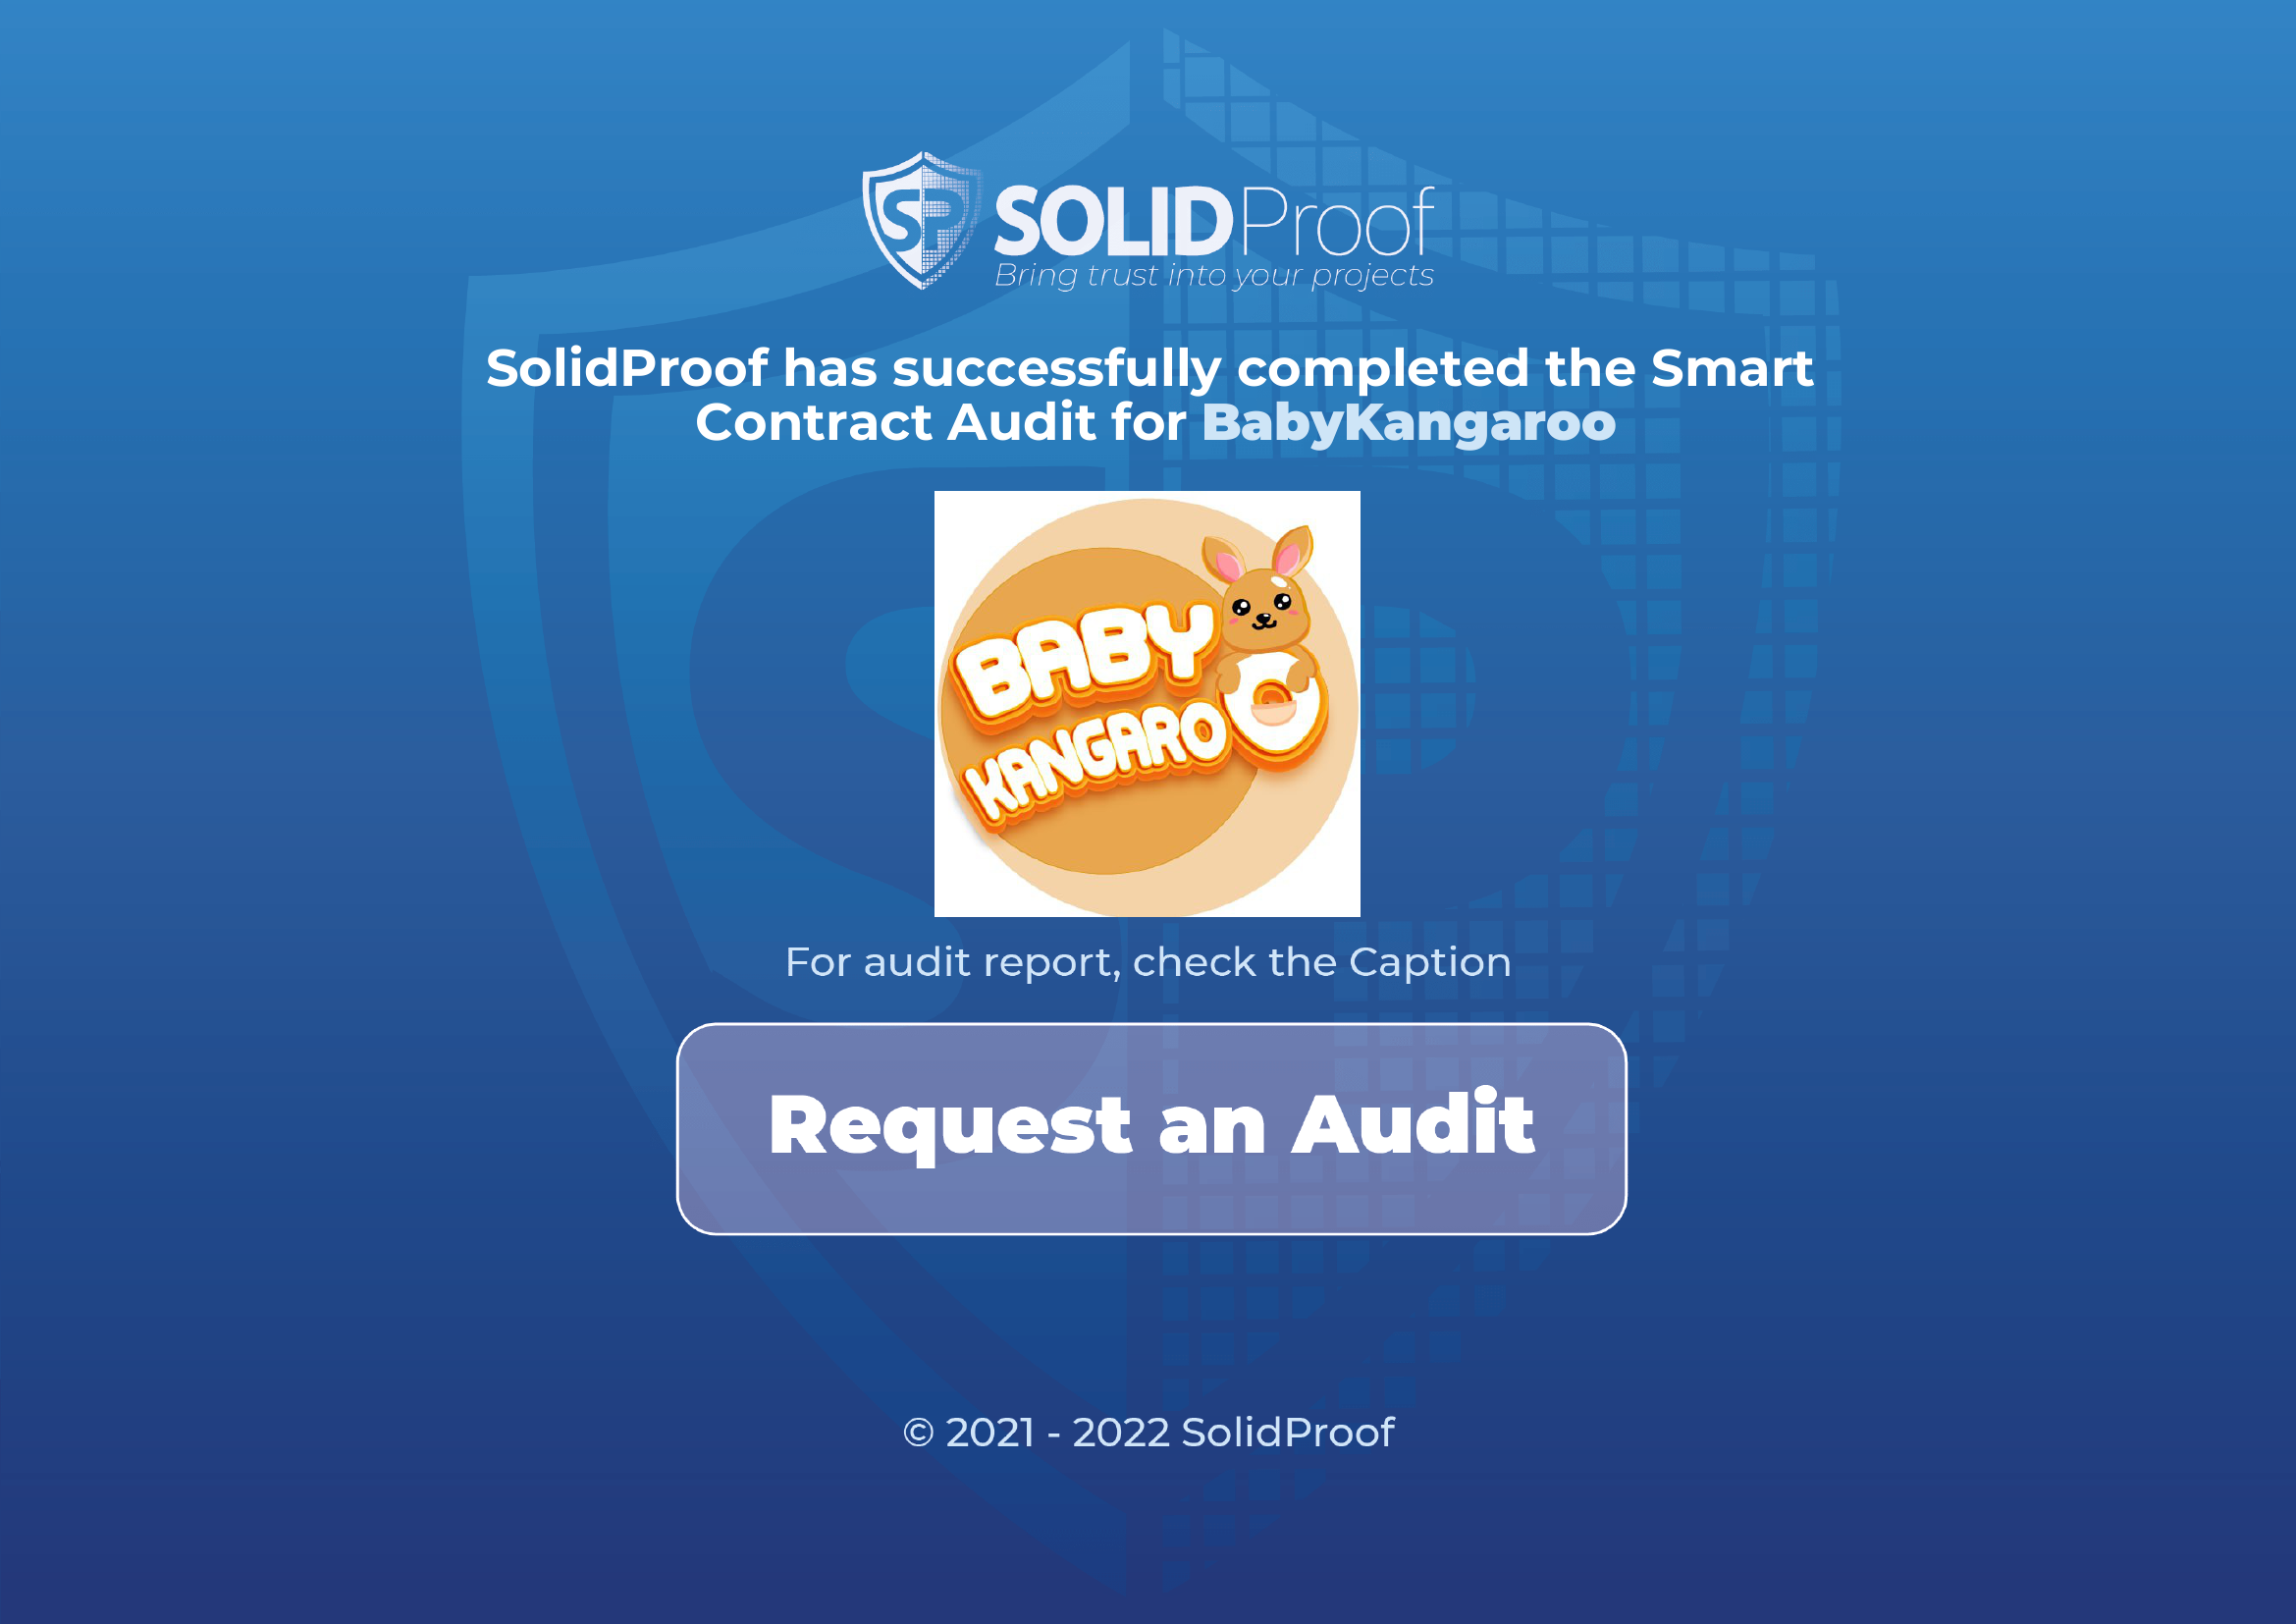 SP SOLIDProof
Bring trust into your projects
SolidProof has successfully completed the Smart
Contract Audit for BabyKangaroo
BABY
KANGAROO
For audit report, check the Caption
Request an Audit
© 2021 - 2022 SolidProof